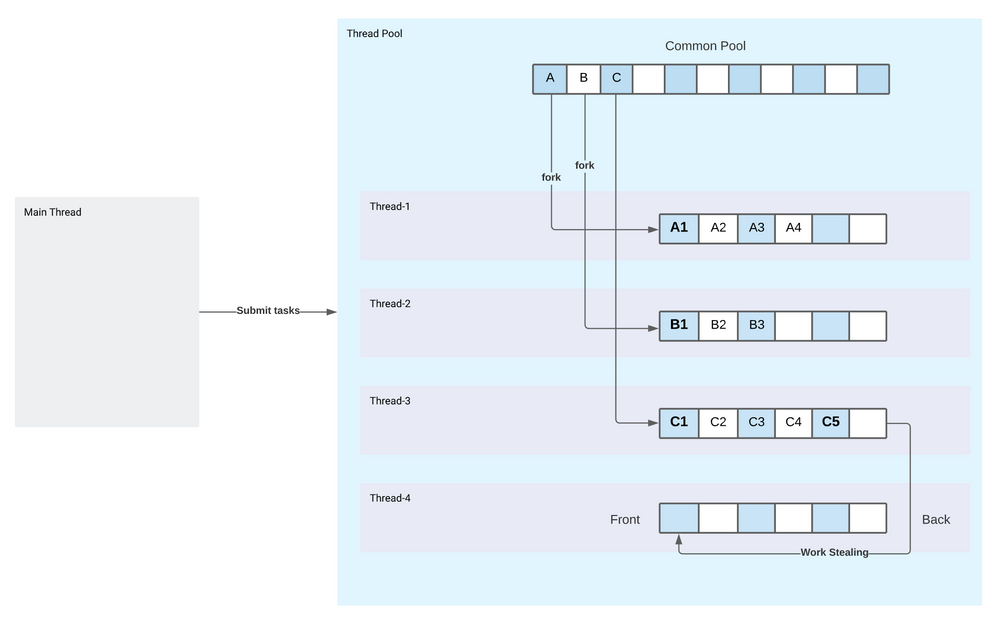 Thread Pool
Common Pool
A B C
fork
fork
Main Thread
Submit tasks
Thread-1
A1 A2 A3 A4
Thread-2
B1 B2 B3
Thread-3
C1 C2 C3 C4 C5
Thread-4
Front
Back
Work Stealing